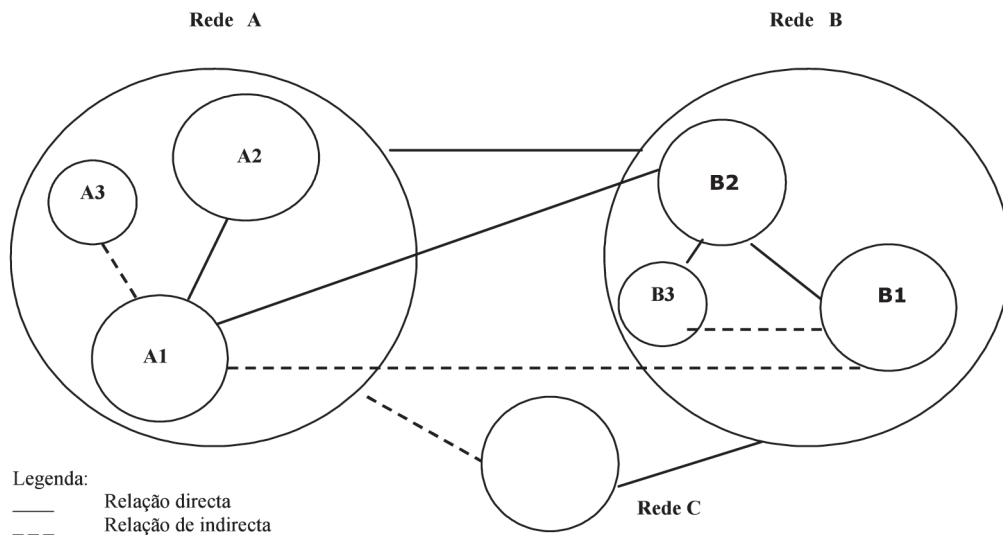 Rede A
Rede B
A2
A3
B2
B3
B1
A1
Legenda:
Relação directa
Relação de indirecta
Rede C